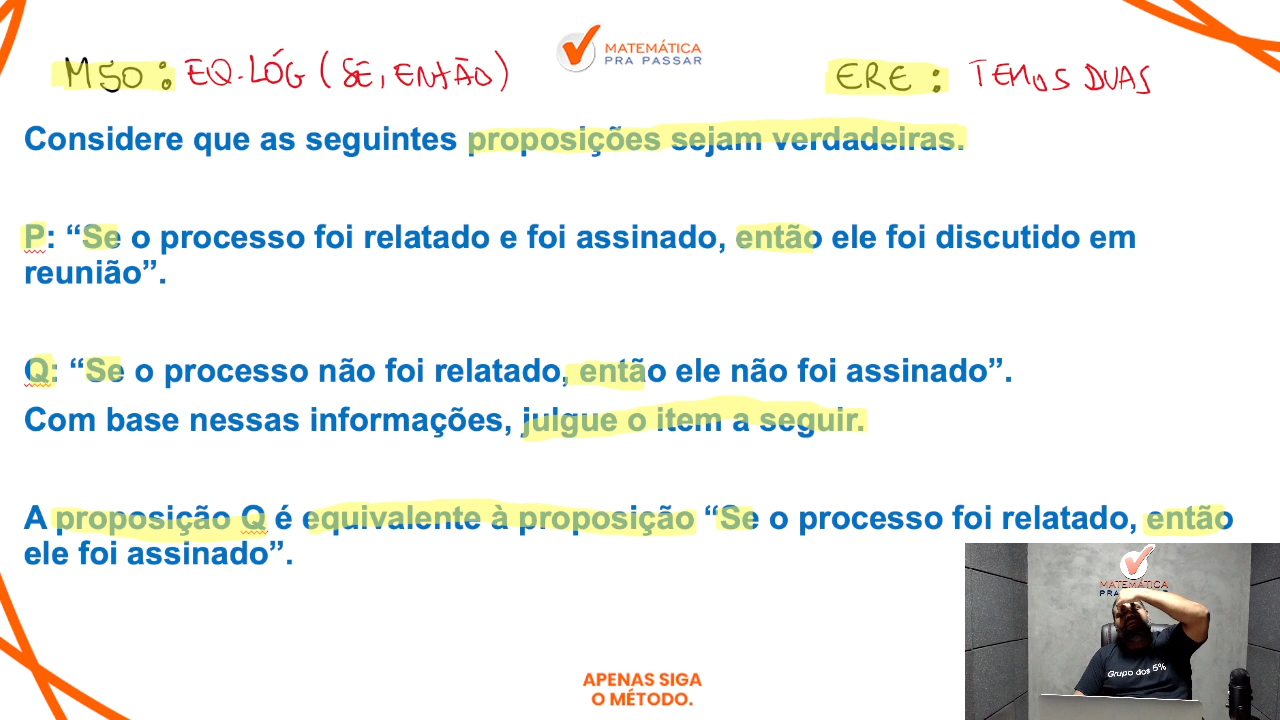 MATEMÁTICA
PRA PASSAR
M50: EQ. LÓG (SE, ENTÃO)
ERE: TEMOS DUAS
Considere que as seguintes proposições sejam verdadeiras.
P: “Se o processo foi relatado e foi assinado, então ele foi discutido em
reunião”.
Q: “Se o processo não foi relatado, então ele não foi assinado”.
Com base nessas informações, julgue o item a seguir.
A proposição Q é equivalente à proposição “Se o processo foi relatado, então
ele foi assinado”.
MATEMÁTICA
PRA PASSAR
Grupo dos 5%
APENAS SIGA
O MÉTODO.